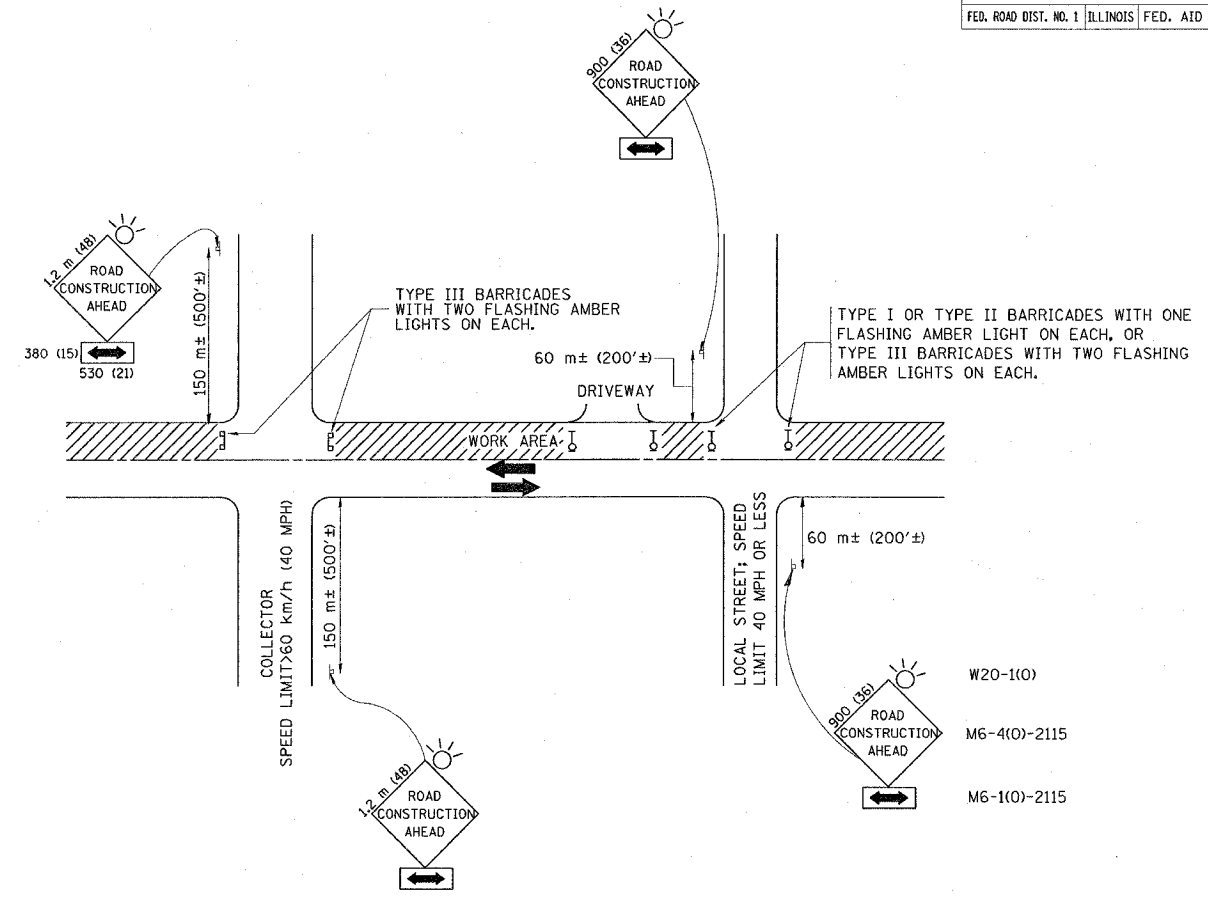 FED. ROAD DIST. NO. 1 ILLINOIS FED. AID
900 (36)
ROAD
CONSTRUCTION
AHEAD
1.2 m (48)
ROAD
CONSTRUCTION
AHEAD
380 (15)
530 (21)
150 m± (500'±)
TYPE III BARRICADES
WITH TWO FLASHING AMBER
LIGHTS ON EACH.
60 m± (200'±)
DRIVEWAY
TYPE I OR TYPE II BARRICADES WITH ONE
FLASHING AMBER LIGHT ON EACH, OR
TYPE III BARRICADES WITH TWO FLASHING
AMBER LIGHTS ON EACH.
WORK AREA
COLLECTOR
SPEED LIMIT>60 km/h (40 MPH)
150 m± (500'±)
LOCAL STREET; SPEED
LIMIT 40 MPH OR LESS
60 m± (200'±)
900 (36)
ROAD
CONSTRUCTION
AHEAD
W20-1(O)
M6-4(O)-2115
M6-1(O)-2115
1.2 m (48)
ROAD
CONSTRUCTION
AHEAD